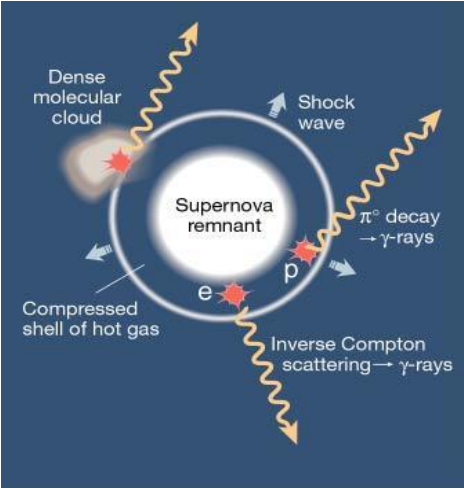 Dense
molecular
cloud
Shock
wave
Supernova
remnant
π° decay
→ γ-rays
p
e
Compressed
shell of hot gas
Inverse Compton
scattering → γ-rays